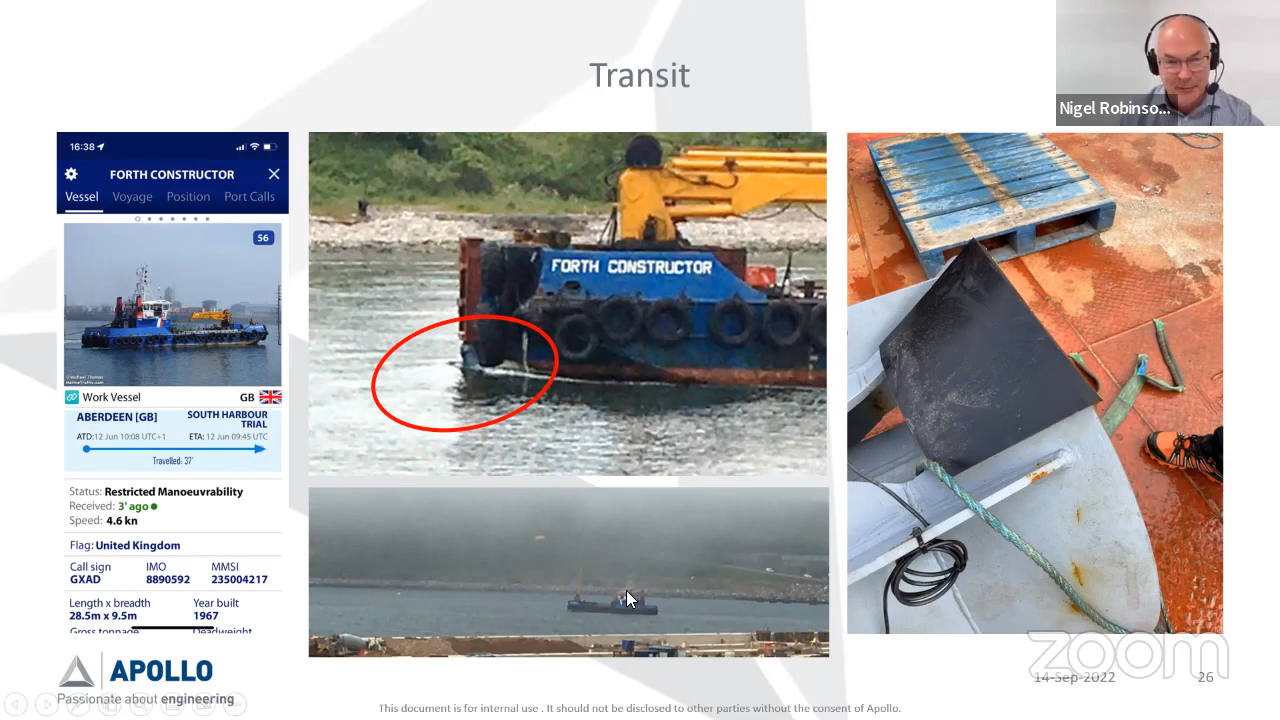 Transit
Nigel Robinso...
16:38
FORTH CONSTRUCTOR
Vessel Voyage Position Port Calls
56
Work Vessel GB
ABERDEEN [GB] SOUTH HARBOUR TRIAL
ATD:12 Jun 10:08 UTC+1 ETA: 12 Jun 09:45 UTC
Travelled: 37'
Status: Restricted Manoeuvrability
Received: 3' ago
Speed: 4.6 kn
Flag: United Kingdom
Call sign IMO MMSI
GXAD 8890592 235004217
Length x breadth Year built
28.5m x 9.5m 1967
Gross tonnage Deadweight
FORTH CONSTRUCTOR
APOLLO
Passionate about engineering
zoom
14-Sep-2022 26
This document is for internal use . It should not be disclosed to other parties without the consent of Apollo.